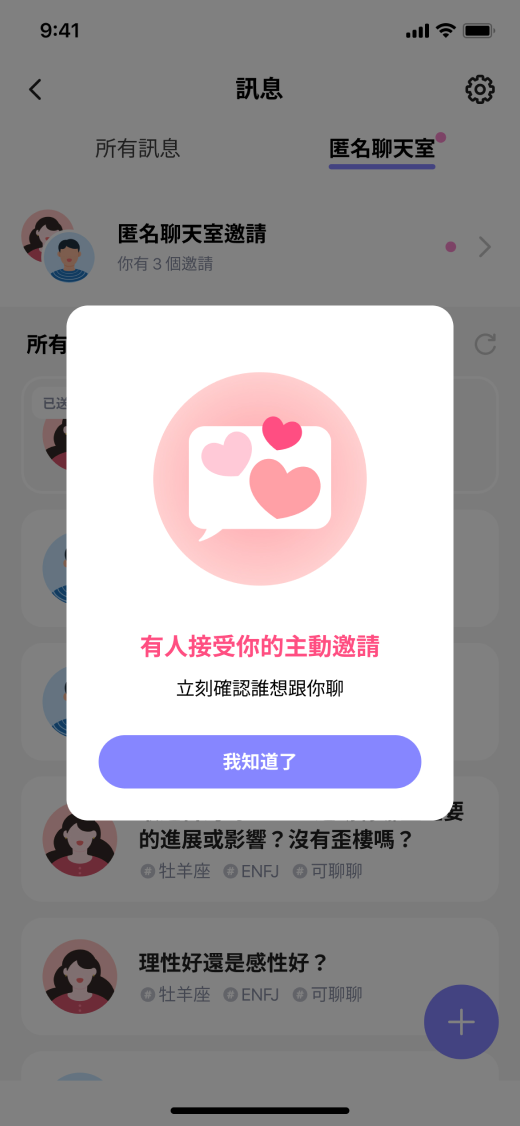 9:41
訊息
所有訊息
匿名聊天室
匿名聊天室邀請
你有 3 個邀請
所有
已送
有人接受你的主動邀請
立刻確認誰想跟你聊
我知道了
要
的進展或影響？沒有歪樓嗎？
# 牡羊座 # ENFJ # 可聊聊
理性好還是感性好？
# 牡羊座 # ENFJ # 可聊聊